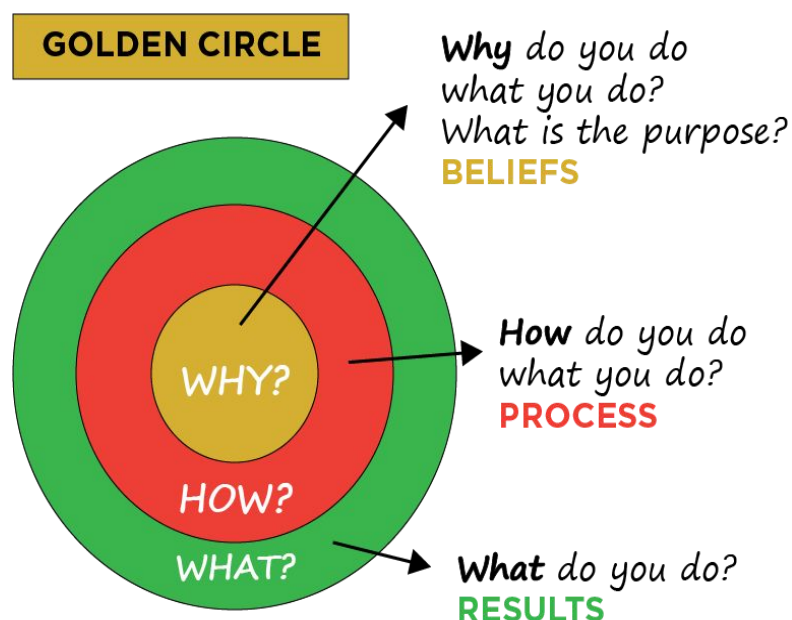 GOLDEN CIRCLE
Why do you do
what you do?
What is the purpose?
BELIEFS
How do you do
what you do?
PROCESS
What do you do?
RESULTS
WHY?
HOW?
WHAT?